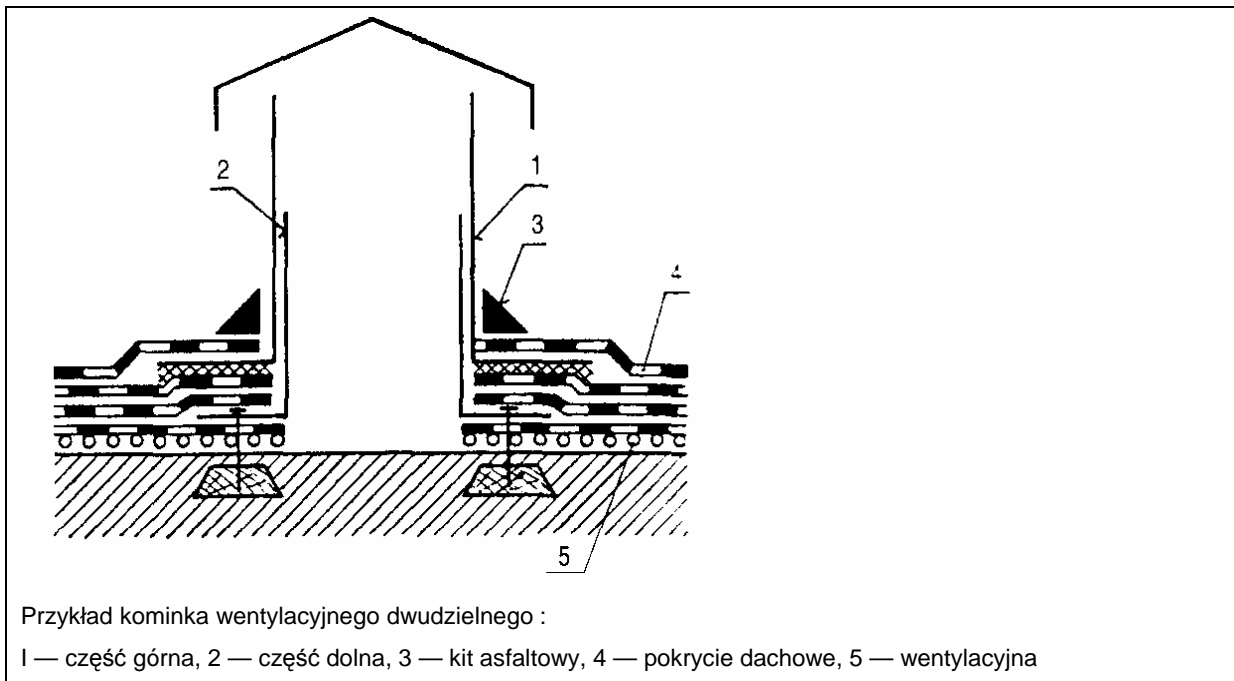 2
1
3
4
5
Przykład kominka wentylacyjnego dwudzielnego :
I — część górna, 2 — część dolna, 3 — kit asfaltowy, 4 — pokrycie dachowe, 5 — wentylacyjna